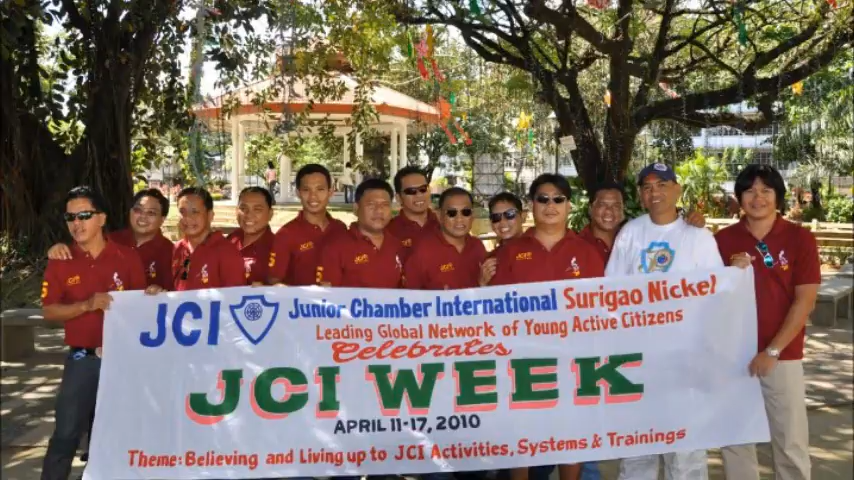 JCI Junior Chamber International Surigao Nickel
Leading Global Network of Young Active Citizens
Celebrates
JCI WEEK
APRIL 11-17, 2010
Theme: Believing and Living up to JCI Activities, Systems & Trainings